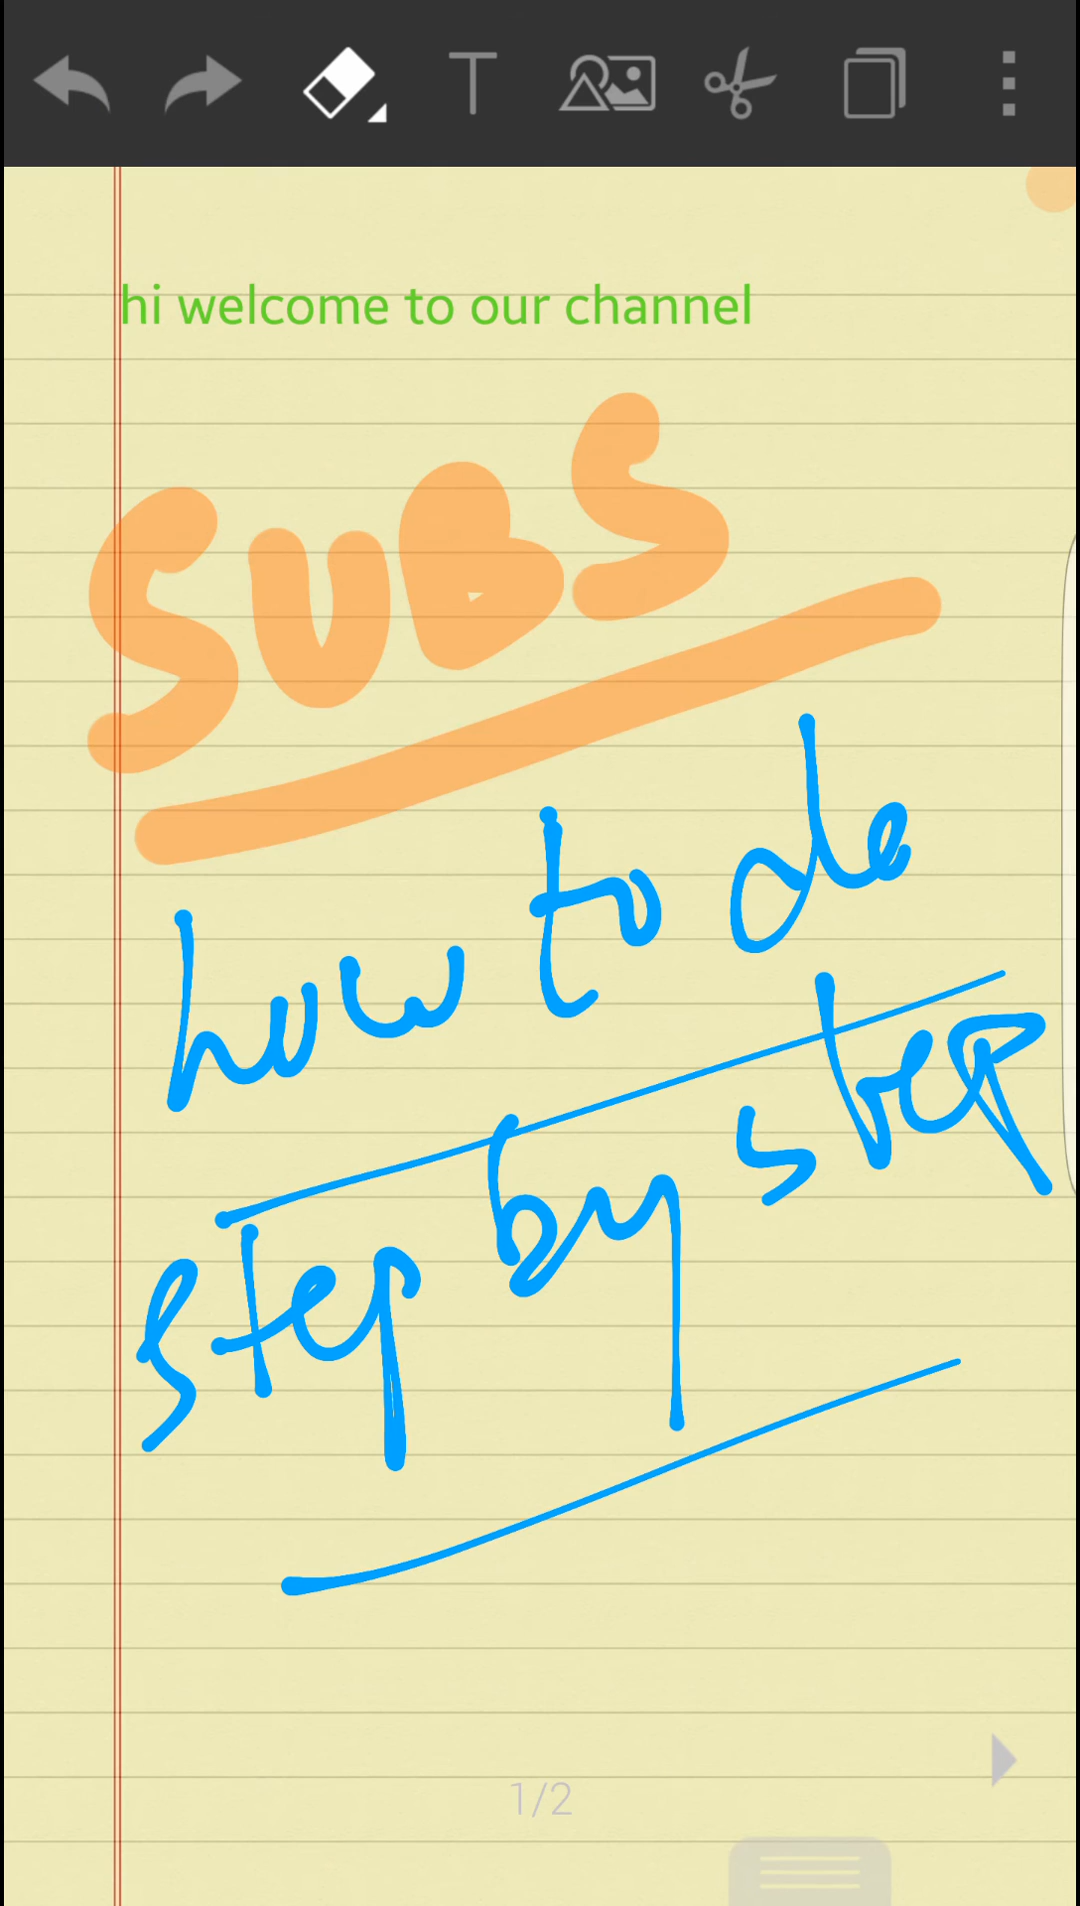 T
hi welcome to our channel
SUBS
how to do
step by step
1/2